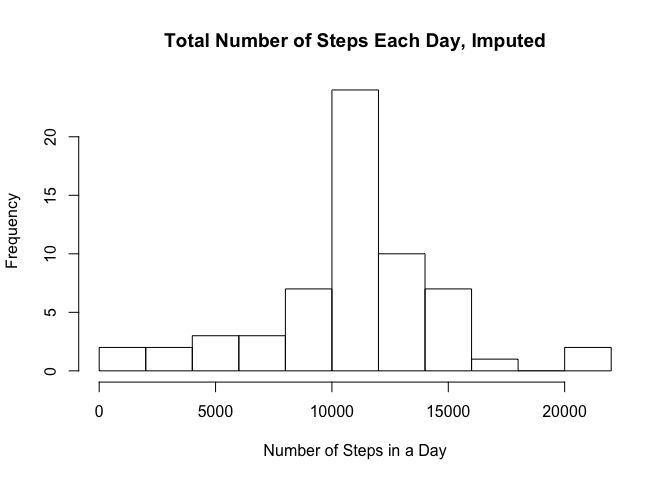 Total Number of Steps Each Day, Imputed
Frequency
20
15
10
5
0
0 5000 10000 15000 20000
Number of Steps in a Day